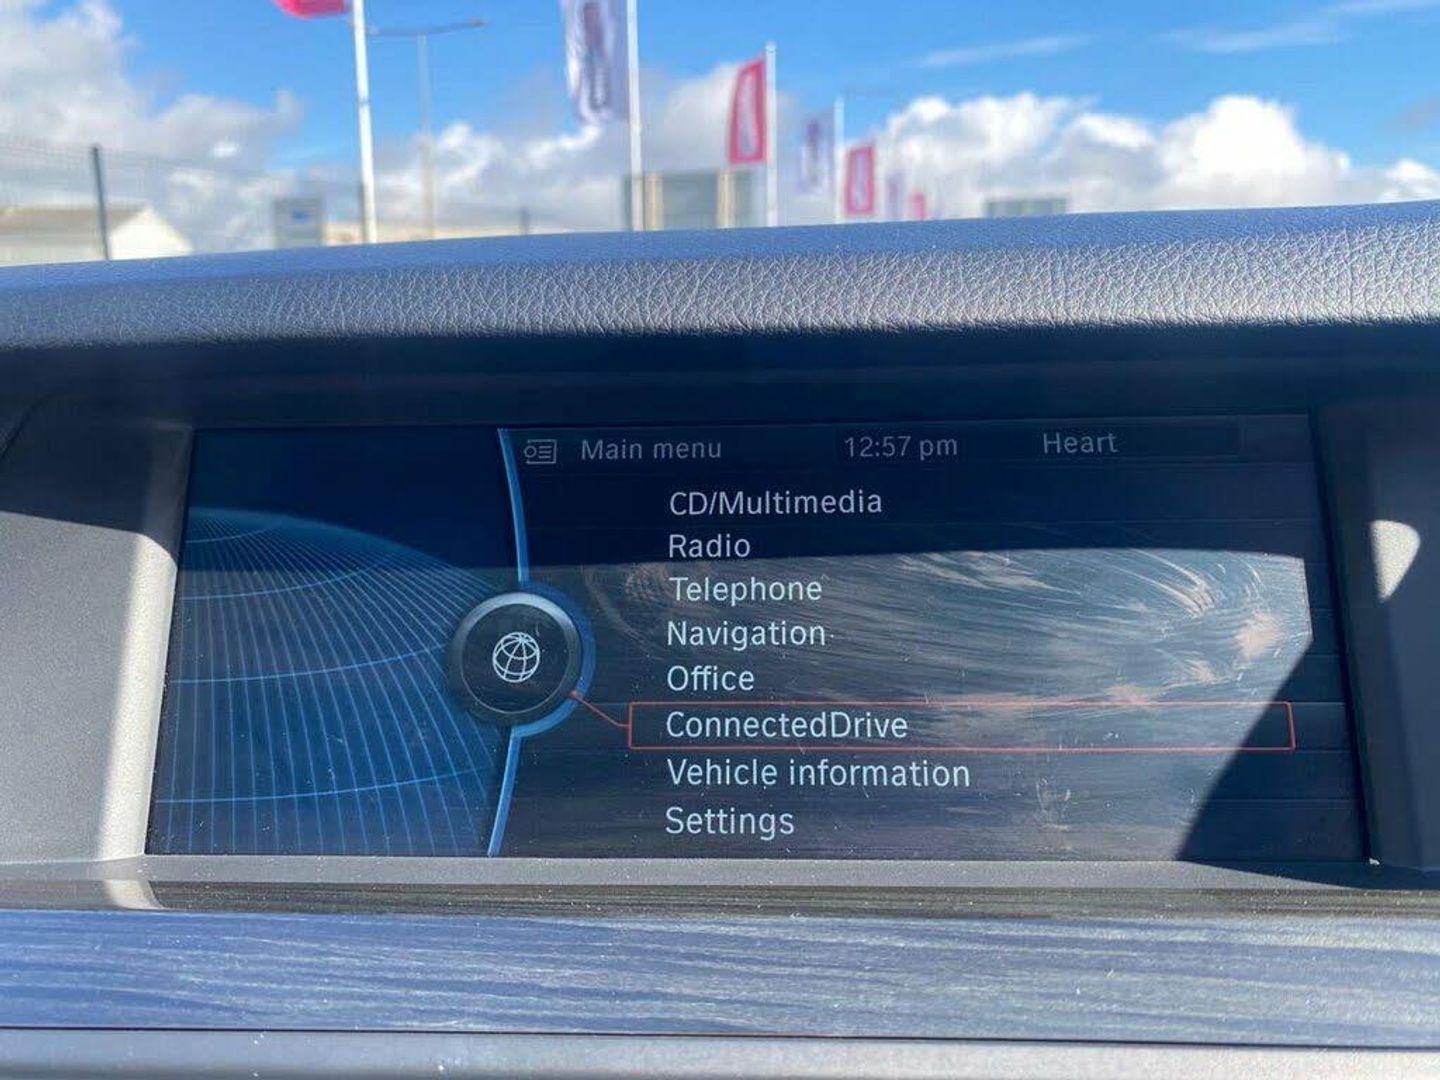 Main menu 12:57 pm Heart
CD/Multimedia
Radio
Telephone
Navigation
Office
ConnectedDrive
Vehicle information
Settings